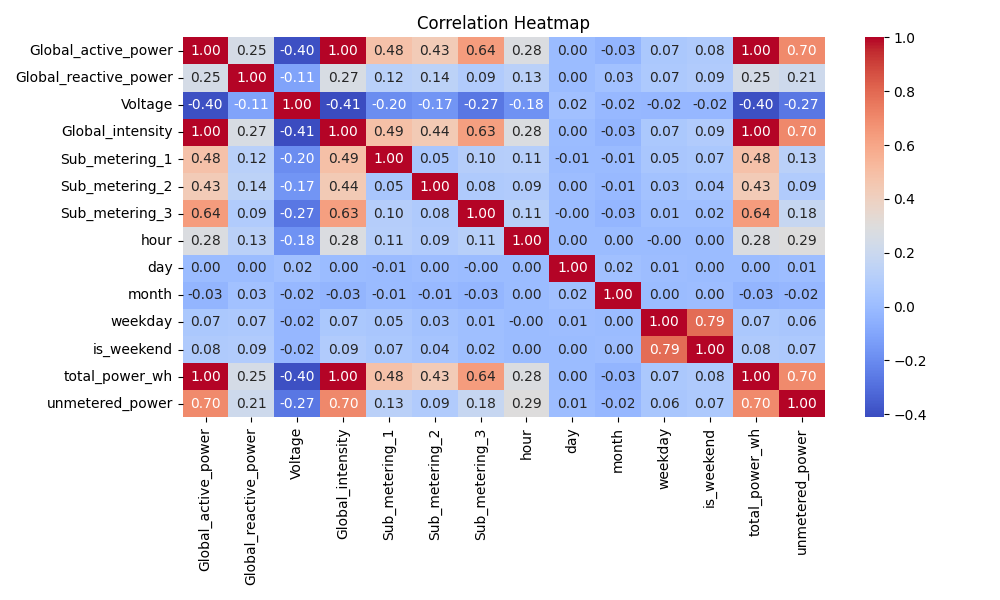 Correlation Heatmap
Global_active_power 1.00 0.25 -0.40 1.00 0.48 0.43 0.64 0.28 0.00 -0.03 0.07 0.08 1.00 0.70
Global_reactive_power 0.25 1.00 -0.11 0.27 0.12 0.14 0.09 0.13 0.00 0.03 0.07 0.09 0.25 0.21
Voltage -0.40 -0.11 1.00 -0.41 -0.20 -0.17 -0.27 -0.18 0.02 -0.02 -0.02 -0.02 -0.40 -0.27
Global_intensity 1.00 0.27 -0.41 1.00 0.49 0.44 0.63 0.28 0.00 -0.03 0.07 0.09 1.00 0.70
Sub_metering_1 0.48 0.12 -0.20 0.49 1.00 0.05 0.10 0.11 -0.01 -0.01 0.05 0.07 0.48 0.13
Sub_metering_2 0.43 0.14 -0.17 0.44 0.05 1.00 0.08 0.09 0.00 -0.01 0.03 0.04 0.43 0.09
Sub_metering_3 0.64 0.09 -0.27 0.63 0.10 0.08 1.00 0.11 -0.00 -0.03 0.01 0.02 0.64 0.18
hour 0.28 0.13 -0.18 0.28 0.11 0.09 0.11 1.00 0.00 0.00 -0.00 0.00 0.28 0.29
day 0.00 0.00 0.02 0.00 -0.01 0.00 -0.00 0.00 1.00 0.02 0.01 0.00 0.00 0.01
month -0.03 0.03 -0.02 -0.03 -0.01 -0.01 -0.03 0.00 0.02 1.00 0.00 0.00 -0.03 -0.02
weekday 0.07 0.07 -0.02 0.07 0.05 0.03 0.01 -0.00 0.01 0.00 1.00 0.79 0.07 0.06
is_weekend 0.08 0.09 -0.02 0.09 0.07 0.04 0.02 0.00 0.00 0.00 0.79 1.00 0.08 0.07
total_power_wh 1.00 0.25 -0.40 1.00 0.48 0.43 0.64 0.28 0.00 -0.03 0.07 0.08 1.00 0.70
unmetered_power 0.70 0.21 -0.27 0.70 0.13 0.09 0.18 0.29 0.01 -0.02 0.06 0.07 0.70 1.00
Global_active_power
Global_reactive_power
Voltage
Global_intensity
Sub_metering_1
Sub_metering_2
Sub_metering_3
hour
day
month
weekday
is_weekend
total_power_wh
unmetered_power
1.0
0.8
0.6
0.4
0.2
0.0
−0.2
−0.4